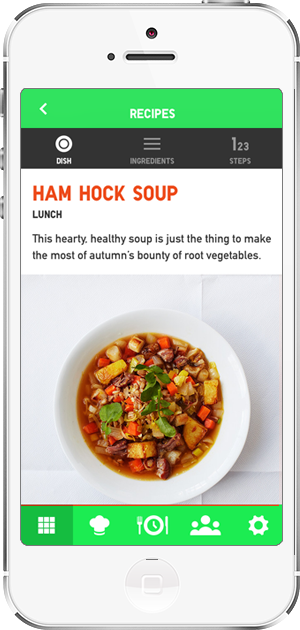 RECIPES
DISH
INGREDIENTS
123
STEPS
HAM HOCK SOUP
LUNCH
This hearty, healthy soup is just the thing to make
the most of autumn's bounty of root vegetables.